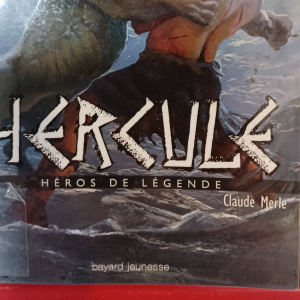 HERCULE
HÉROS DE LÉGENDE
Claude Merle
bayard jeunesse